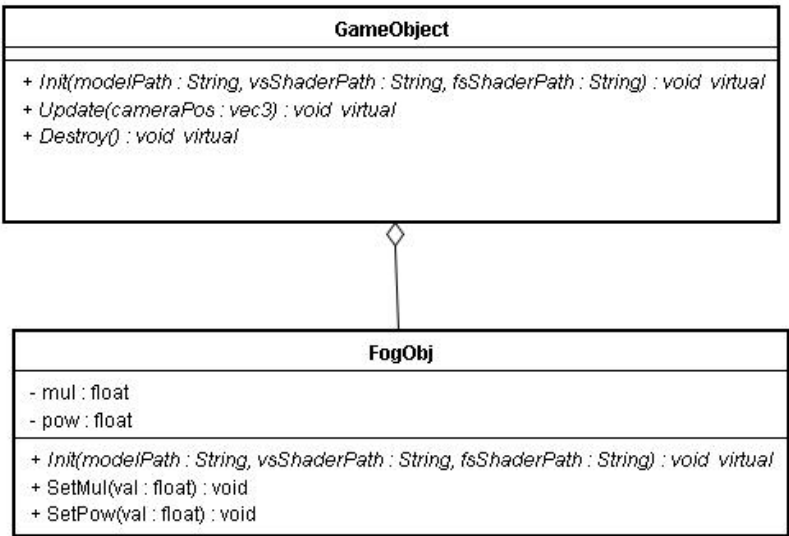 GameObject
+ Init(modelPath : String, vsShaderPath : String, fsShaderPath : String) : void virtual
+ Update(cameraPos : vec3) : void virtual
+ Destroy() : void virtual
FogObj
- mul : float
- pow : float
+ Init(modelPath : String, vsShaderPath : String, fsShaderPath : String) : void virtual
+ SetMul(val : float) : void
+ SetPow(val : float) : void